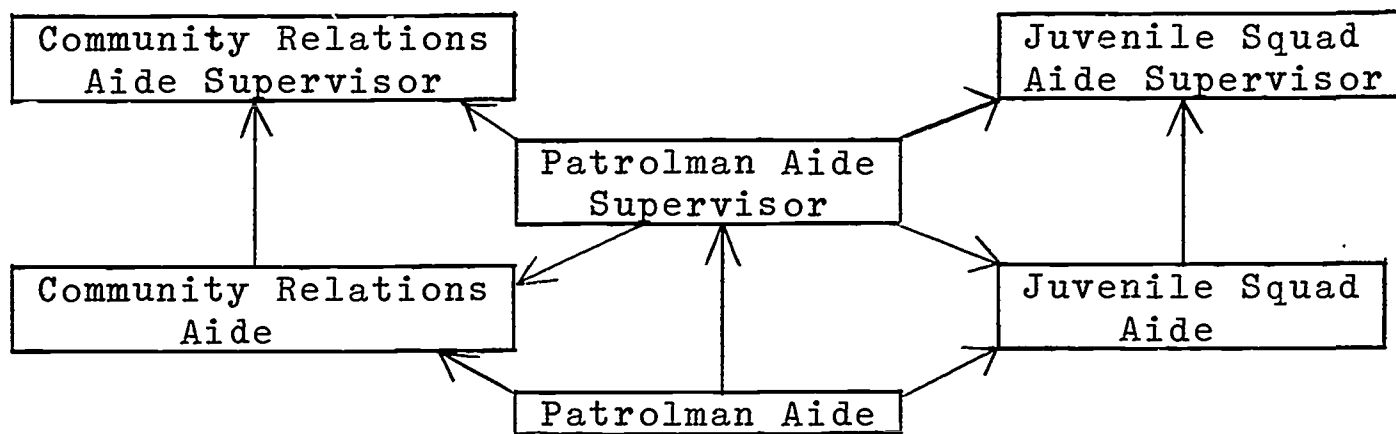 Community Relations
Aide Supervisor
Juvenile Squad
Aide Supervisor
Patrolman Aide
Supervisor
Community Relations
Aide
Juvenile Squad
Aide
Patrolman Aide